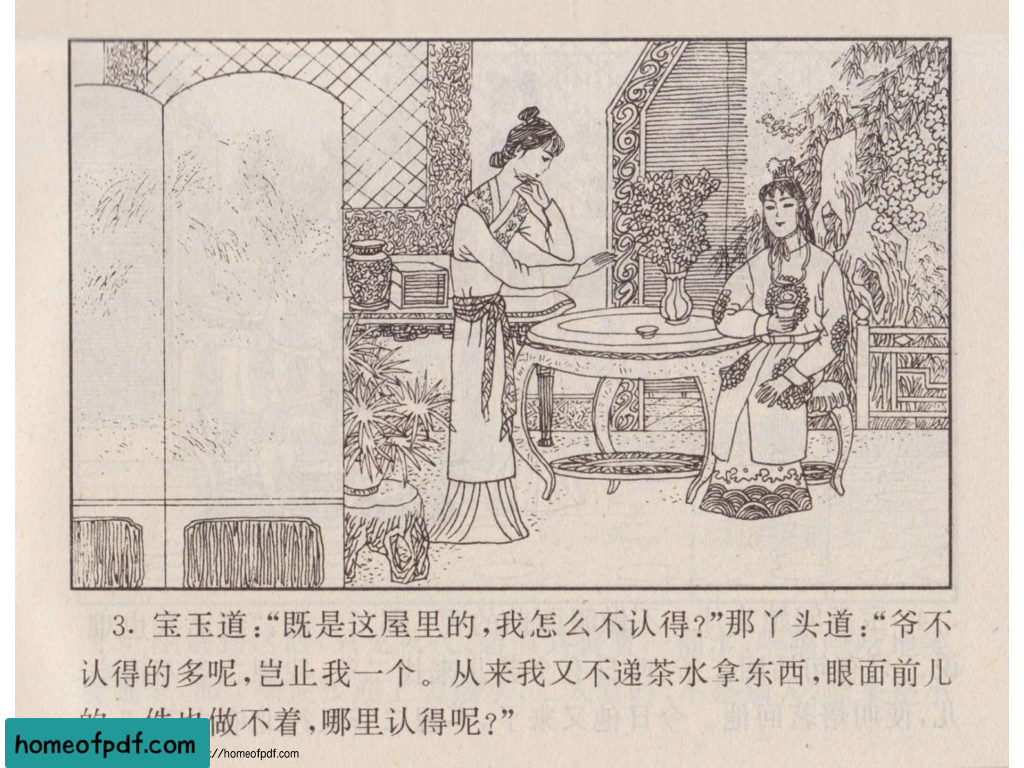 3. 宝玉道：“既是这屋里的，我怎么不认得？”那丫头道：“爷不
认得的多呢，岂止我一个。从来我又不递茶水拿东西，眼面前儿
做不着，哪里认得呢？”
homeofpdf.com
://homeofpdf.com